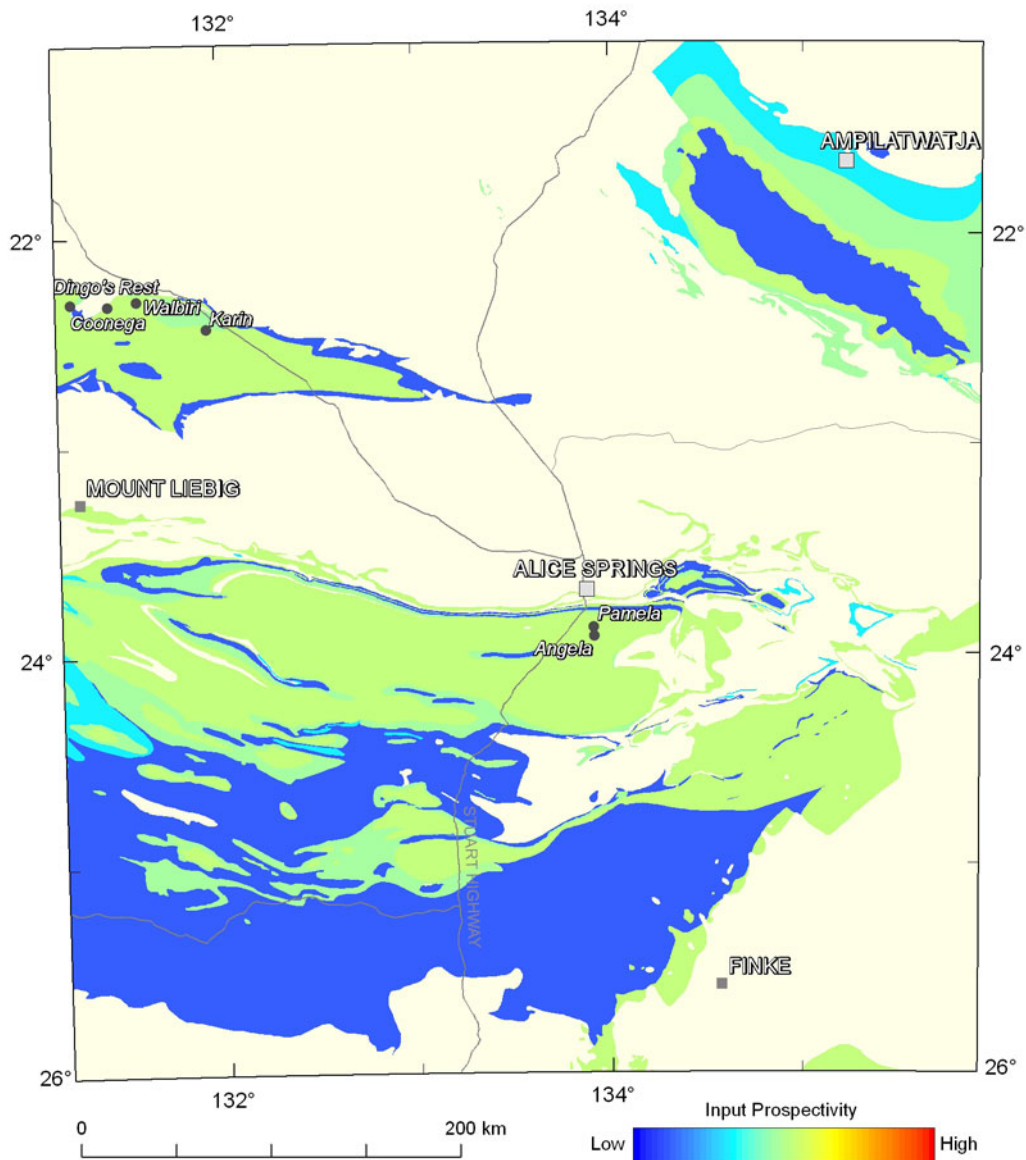 132°
134°
AMPILATWATJA
22°
22°
Dingo's Rest
Walbiri
Coonega
Karin
MOUNT LIEBIG
ALICE SPRINGS
Pamela
Angela
24°
24°
STUART HIGHWAY
FINKE
26°
26°
132°
134°
0
200 km
Input Prospectivity
Low
High